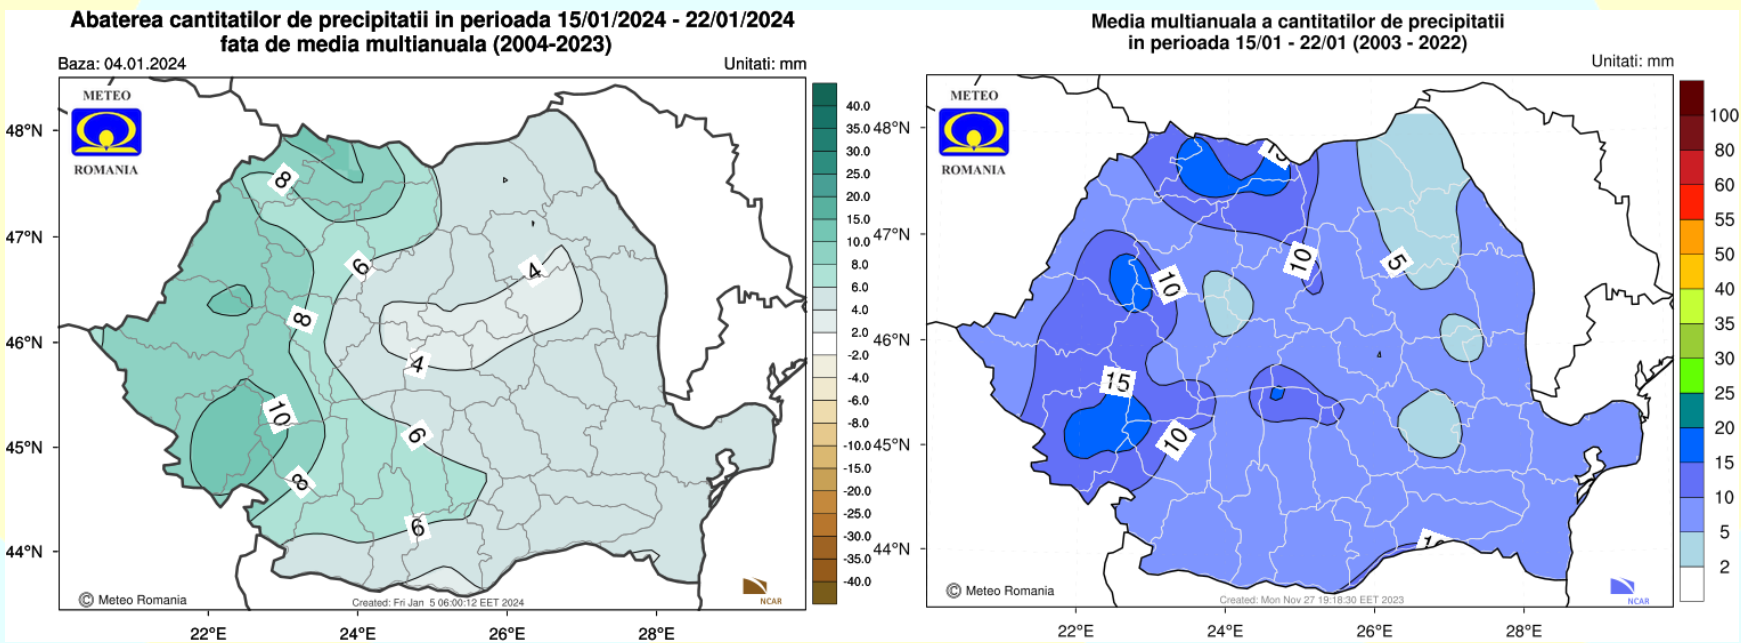 Abaterea cantitatilor de precipitatii in perioada 15/01/2024 - 22/01/2024
fata de media multianuala (2004-2023)
Baza: 04.01.2024
Unitati: mm
METEO
ROMANIA
48°N
47°N
46°N
45°N
44°N
8
6
4
8
4
10
6
8
6
40.0
35.0
30.0
25.0
20.0
15.0
10.0
8.0
6.0
4.0
2.0
-2.0
-4.0
-6.0
-8.0
-10.0
-15.0
-20.0
-25.0
-30.0
-35.0
-40.0
© Meteo Romania
Created: Fri Jan 5 06:00:12 EET 2024
NCAR
22°E
24°E
26°E
28°E
Media multianuala a cantitatilor de precipitatii
in perioada 15/01 - 22/01 (2003 - 2022)
Unitati: mm
METEO
ROMANIA
48°N
47°N
46°N
45°N
44°N
15
10
5
10
15
10
100
80
60
55
50
40
35
30
25
20
15
10
5
2
© Meteo Romania
Created: Mon Nov 27 19:18:30 EET 2023
NCAR
22°E
24°E
26°E
28°E